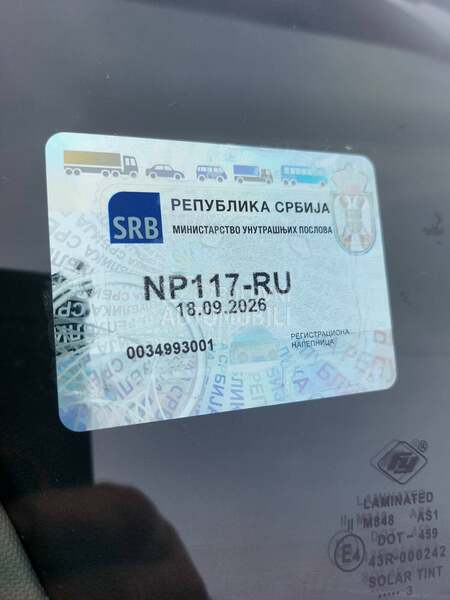 SRB
РЕПУБЛИКА СРБИЈА
МИНИСТАРСТВО УНУТРАШЊИХ ПОСЛОВА
NP117-RU
18.09.2026
0034993001
РЕГИСТРАЦИОНА
НАЛЕПНИЦА
LAMINATED
M848 AS1
DOT-459
E4 43R-000242
SOLAR TINT
..... 3